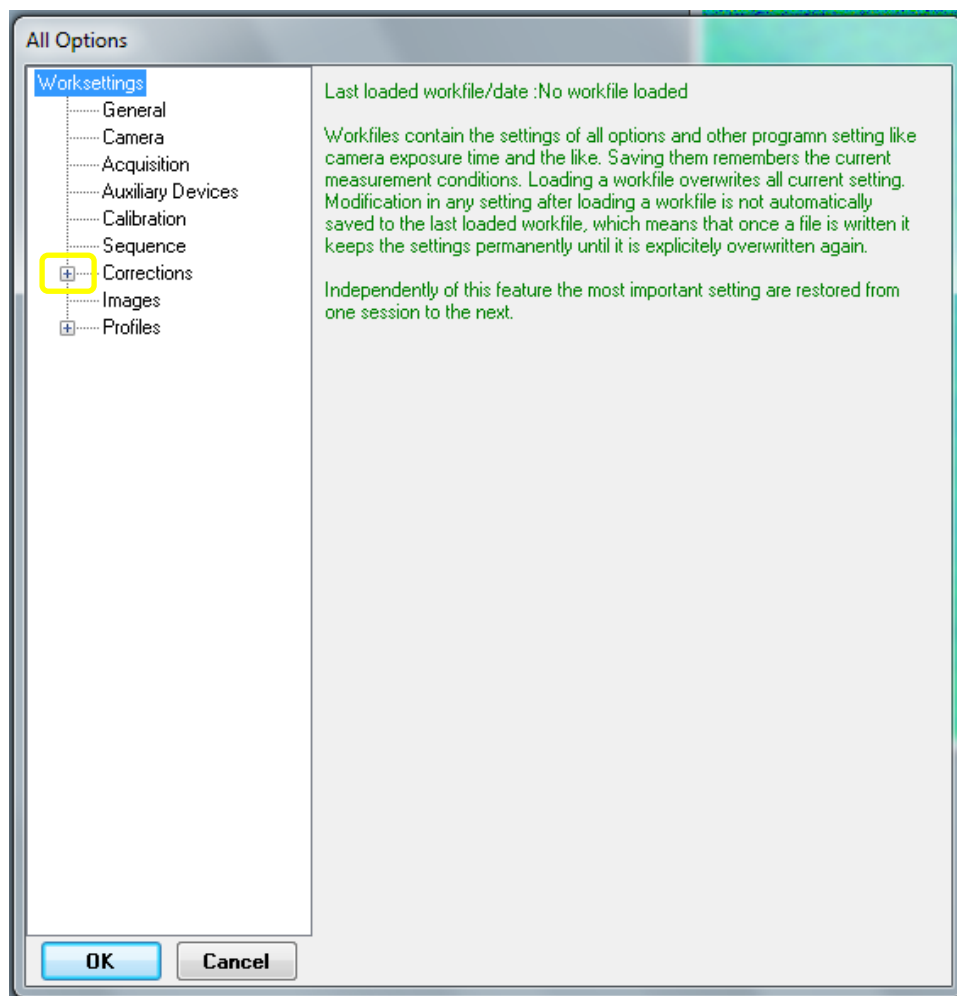 All Options
Worksettings
General
Camera
Acquisition
Auxiliary Devices
Calibration
Sequence
Corrections
Images
Profiles
Last loaded workfile/date :No workfile loaded
Workfiles contain the settings of all options and other programn setting like
camera exposure time and the like. Saving them remembers the current
measurement conditions. Loading a workfile overwrites all current setting.
Modification in any setting after loading a workfile is not automatically
saved to the last loaded workfile, which means that once a file is written it
keeps the settings permanently until it is explicitely overwritten again.
Independently of this feature the most important setting are restored from
one session to the next.
OK
Cancel